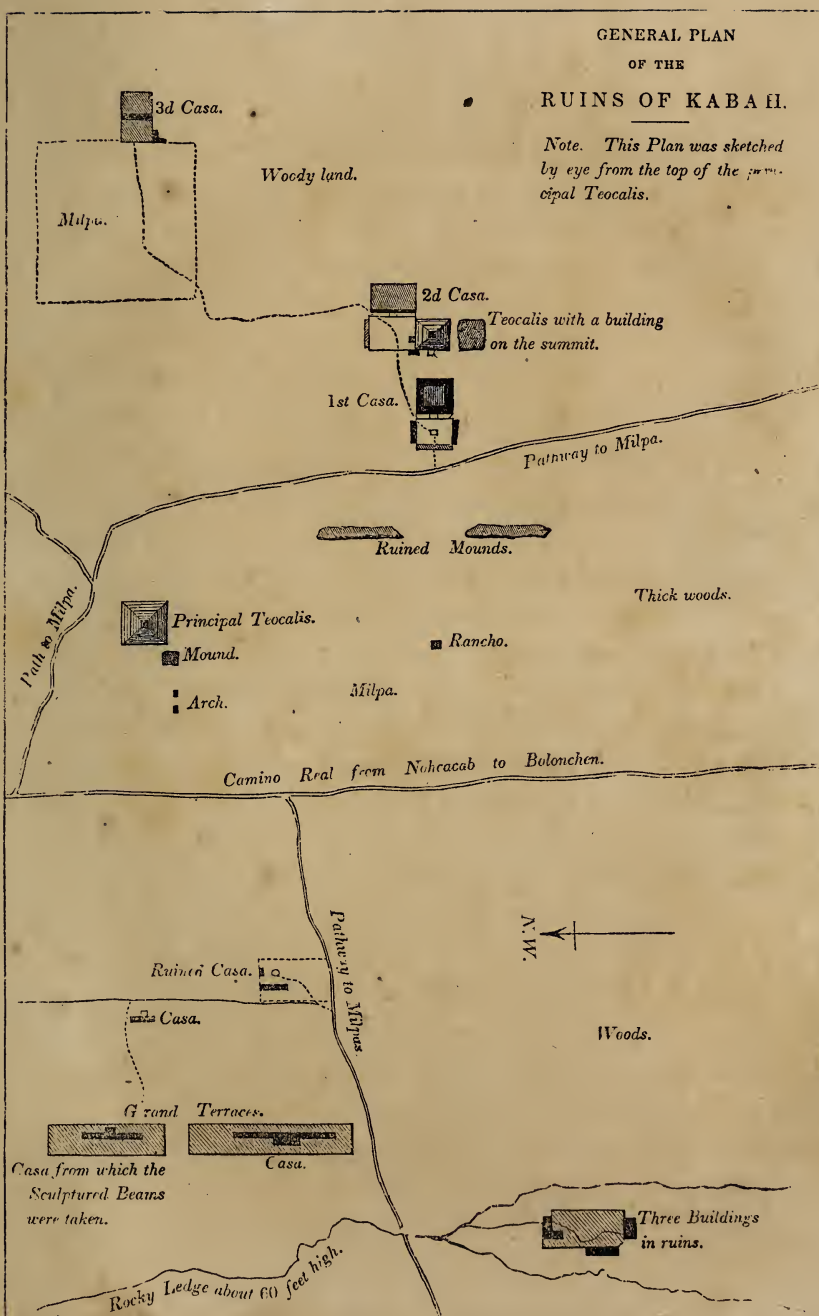 GENERAL PLAN
OF THE
RUINS OF KABAH.
Note. This Plan was sketched
by eye from the top of the
cipal Teocalis.
3d Casa.
Woody land.
Milpa.
2d Casa.
Teocalis with a building
on the summit.
1st Casa.
Pathway to Milpa.
Ruined Mounds.
Thick woods.
Path to Milpa.
Principal Teocalis.
Rancho.
Mound.
Milpa.
Arch.
Camino Real from Nohcacab to Bolonchen.
N.W.
Pathway to Milpas.
Ruined Casa.
Casa.
Woods.
Grand Terraces.
Casa from which the
Sculptured Beams
were taken.
Casa.
Three Buildings
in ruins.
Rocky Ledge about 60 feet high.